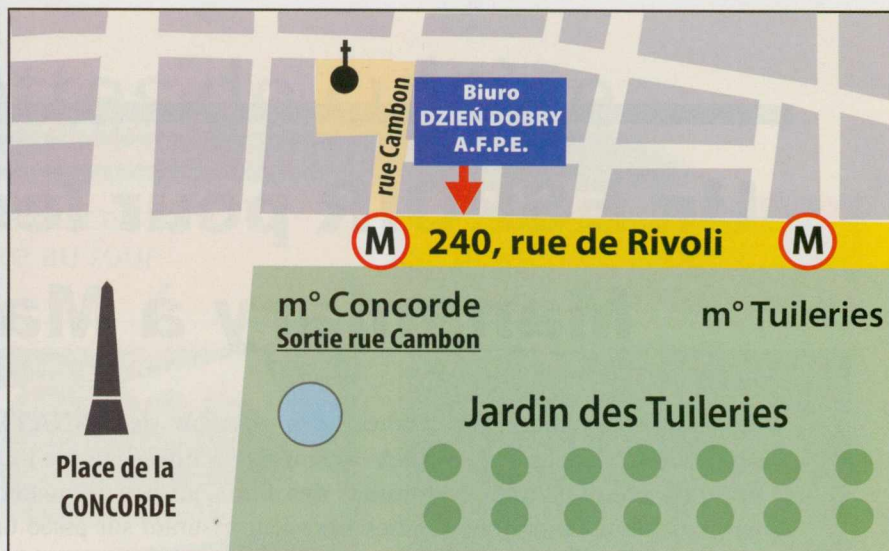 Biuro
DZIEŃ DOBRY
A.F.P.E.
rue Cambon
M 240, rue de Rivoli M
m° Concorde
Sortie rue Cambon
m° Tuileries
Jardin des Tuileries
Place de la
CONCORDE